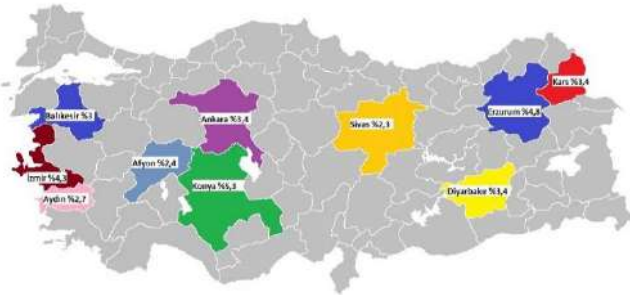 Kars %3,4
Balıkesir %3
Ankara %3,4
Erzurum %4,8
Sivas %2,3
Afyon %2,4
İzmir %4,3
Konya %5,3
Diyarbakır %3,4
Aydın %2,7